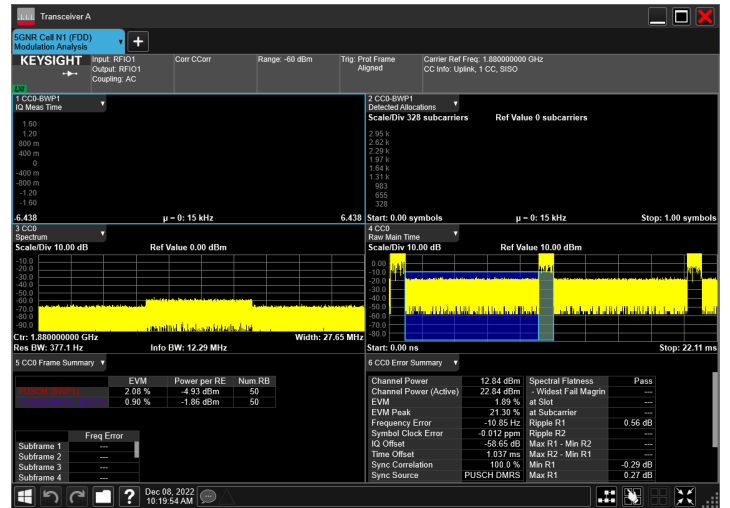 Transceiver A
5GNR Cell N1 (FDD)
Modulation Analysis
KEYSIGHT
LXI
Input: RFIO1
Output: RFIO1
Coupling: AC
Corr CCorr
Range: -60 dBm
Trig: Prot Frame
Aligned
Carrier Ref Freq: 1.880000000 GHz
CC Info: Uplink, 1 CC, SISO
1 CC0-BWP1
IQ Meas Time
1.60
1.20
800 m
400 m
0
-400 m
-800 m
-1.20
-1.60
-6.438 μ = 0: 15 kHz 6.438
2 CC0-BWP1
Detected Allocations
Scale/Div 328 subcarriers Ref Value 0 subcarriers
2.95 k
2.62 k
2.29 k
1.97 k
1.64 k
1.31 k
983
655
328
Start: 0.00 symbols μ = 0: 15 kHz Stop: 1.00 symbols
3 CC0
Spectrum
Scale/Div 10.00 dB Ref Value 0.00 dBm
-10.0
-20.0
-30.0
-40.0
-50.0
-60.0
-70.0
-80.0
-90.0
Ctr: 1.880000000 GHz Width: 27.65 MHz
Res BW: 377.1 Hz Info BW: 12.29 MHz
4 CC0
Raw Main Time
Scale/Div 10.00 dB Ref Value 10.00 dBm
0.00
-10.0
-20.0
-30.0
-40.0
-50.0
-60.0
-70.0
-80.0
Start: 0.00 ns Stop: 22.11 ms
5 CC0 Frame Summary
EVM Power per RE Num.RB
2.08 % -4.93 dBm 50
0.90 % -1.86 dBm 50
Freq Error
Subframe 1 ---
Subframe 2 ---
Subframe 3 ---
Subframe 4 ---
6 CC0 Error Summary
Channel Power 12.84 dBm Spectral Flatness Pass
Channel Power (Active) 22.84 dBm - Widest Fail Magrin ---
EVM 1.89 % at Slot ---
EVM Peak 21.30 % at Subcarrier ---
Frequency Error -10.85 Hz Ripple R1 0.56 dB
Symbol Clock Error -0.012 ppm Ripple R2 ---
IQ Offset -58.65 dB Max R1 - Min R2 ---
Time Offset 1.037 ms Max R2 - Min R1 ---
Sync Correlation 100.0 % Min R1 -0.29 dB
Sync Source PUSCH DMRS Max R1 0.27 dB
Dec 08, 2022
10:19:54 AM